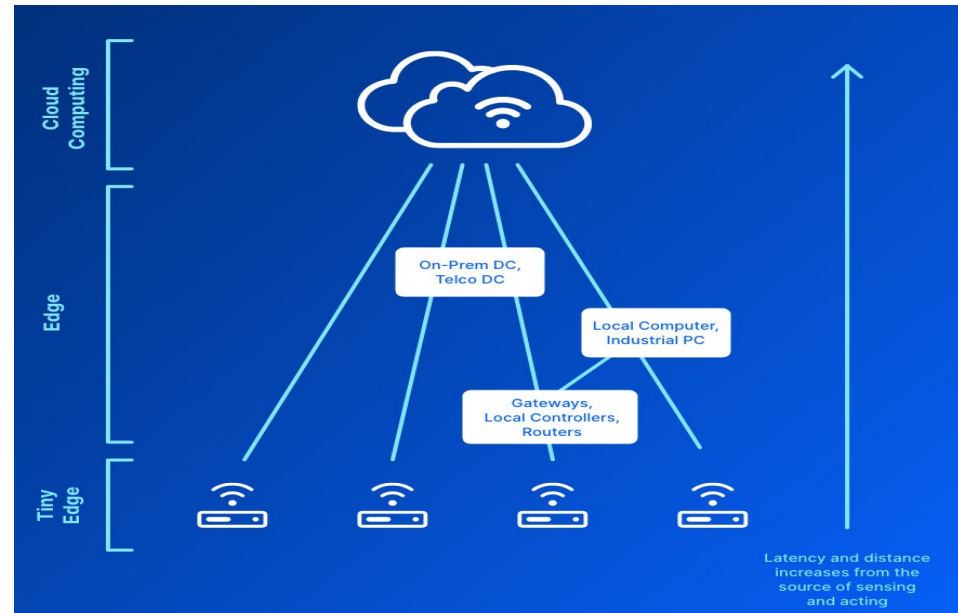 Cloud
Computing
On-Prem DC,
Telco DC
Edge
Local Computer,
Industrial PC
Gateways,
Local Controllers,
Routers
Tiny
Edge
Latency and distance
increases from the
source of sensing
and acting